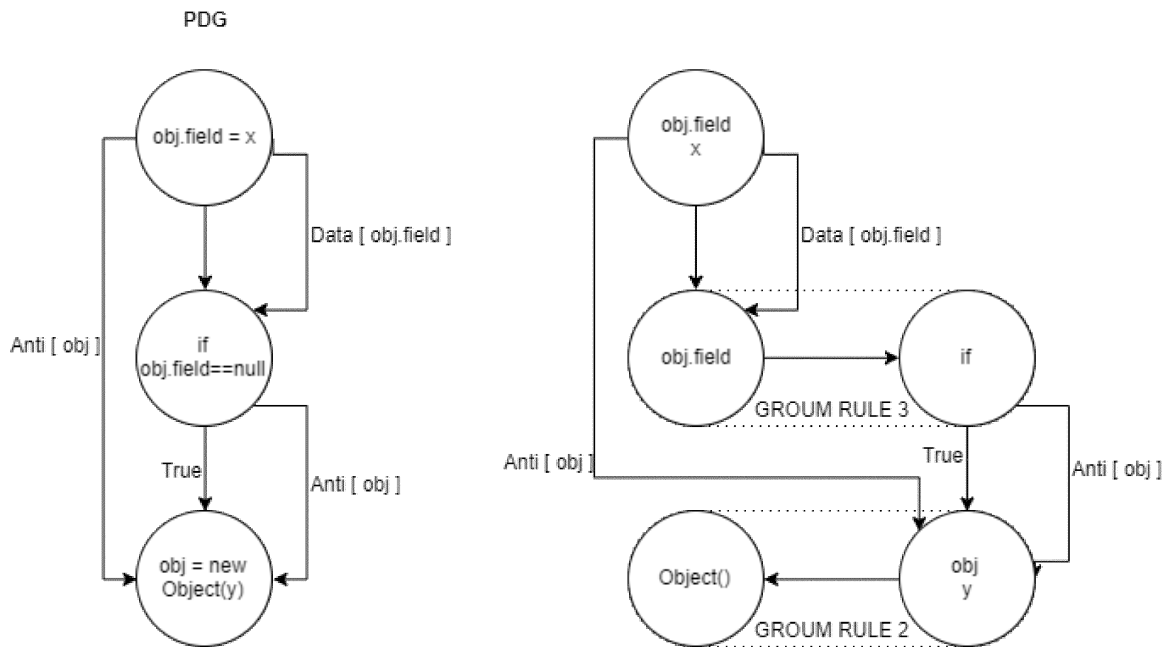 PDG
obj.field = x
Data [ obj.field ]
Anti [ obj ]
if
obj.field==null
True
Anti [ obj ]
obj = new
Object(y)
obj.field
x
Data [ obj.field ]
obj.field
if
GROUM RULE 3
Anti [ obj ]
True
Anti [ obj ]
Object()
obj
y
GROUM RULE 2